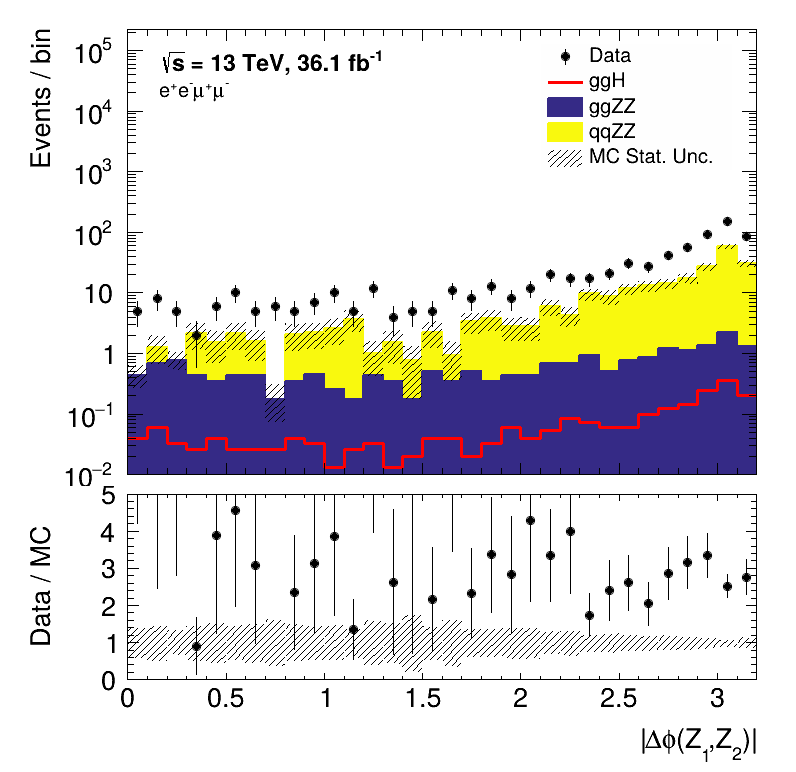 Events / bin
10⁵
10⁴
10³
10²
10
1
10⁻¹
10⁻²
√s = 13 TeV, 36.1 fb⁻¹
e⁺e⁻μ⁺μ⁻
Data
ggH
ggZZ
qqZZ
MC Stat. Unc.
Data / MC
5
4
3
2
1
0
0 0.5 1 1.5 2 2.5 3
|Δϕ(Z₁,Z₂)|